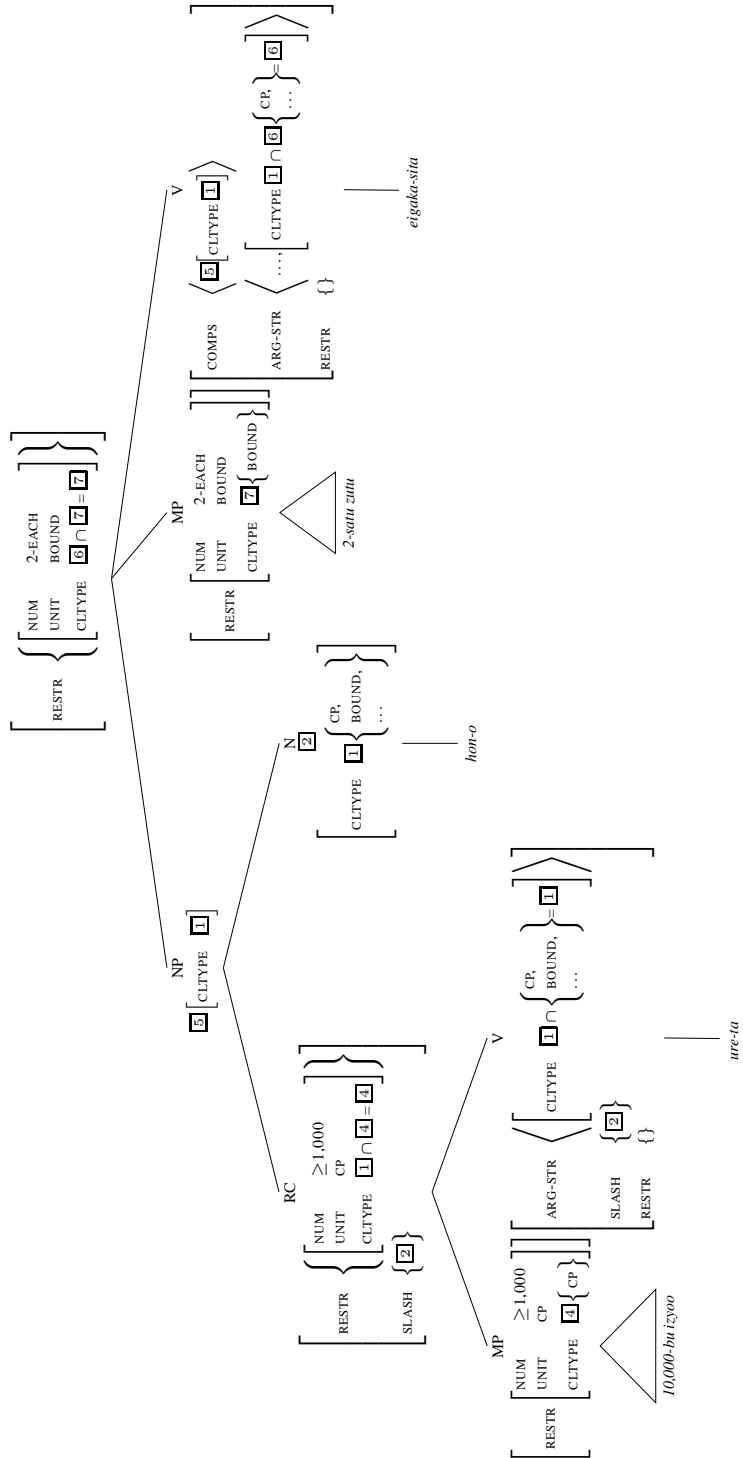 [RESTR {[NUM 2-EACH
UNIT BOUND
CLTYPE 6 ∩ 7 = 7]}]
NP
5 [CLTYPE 1]
MP
[RESTR [NUM 2-EACH
UNIT BOUND
CLTYPE 7 {BOUND}]]
2-satu zutu
V
[COMPS ⟨5 [CLTYPE 1]⟩
ARG-STR ⟨…, [CLTYPE 1 ∩ 6 {CP, …} = 6]⟩
RESTR {}]
eigaka-sita
RC
[RESTR {[NUM ≥1,000
UNIT CP
CLTYPE 1 ∩ 4 = 4]}
SLASH {2}]
N
2
[CLTYPE 1 {CP, BOUND, …}]
hon-o
MP
[RESTR [NUM ≥1,000
UNIT CP
CLTYPE 4 {CP}]]
10,000-bu izyoo
V
[ARG-STR ⟨[CLTYPE 1 ∩ {CP, BOUND, …} = 1]⟩
SLASH {2}
RESTR {}]
ure-ta